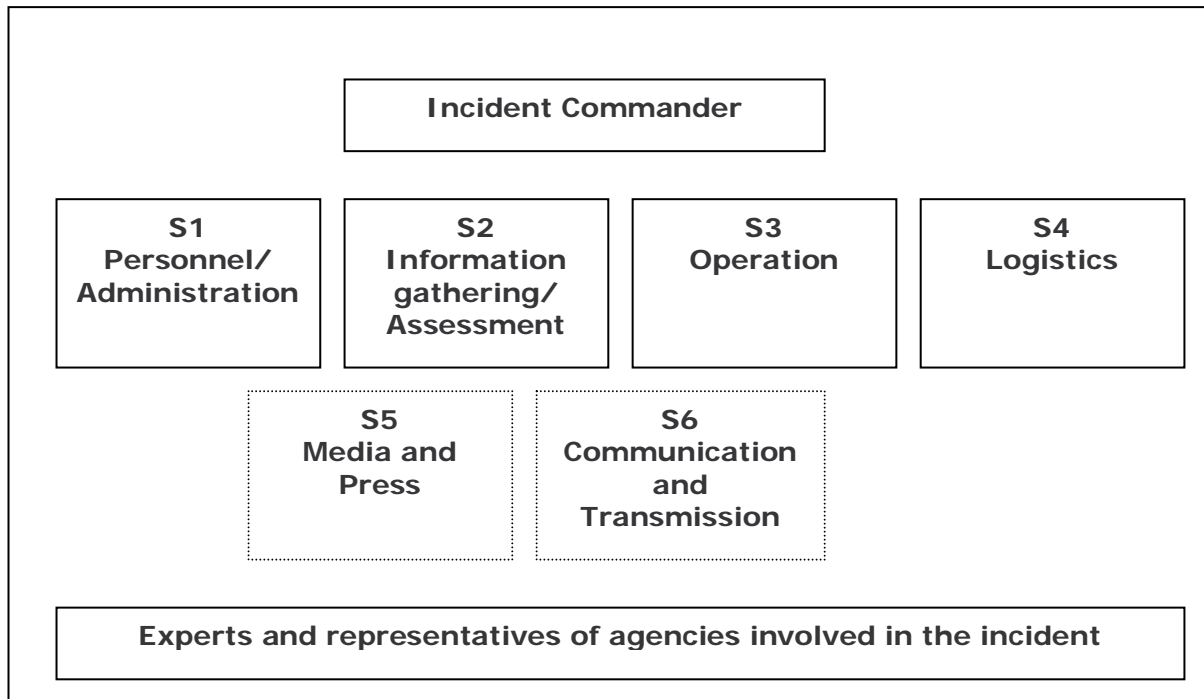 Incident Commander
S1
Personnel/
Administration
S2
Information
gathering/
Assessment
S3
Operation
S4
Logistics
S5
Media and
Press
S6
Communication
and
Transmission
Experts and representatives of agencies involved in the incident